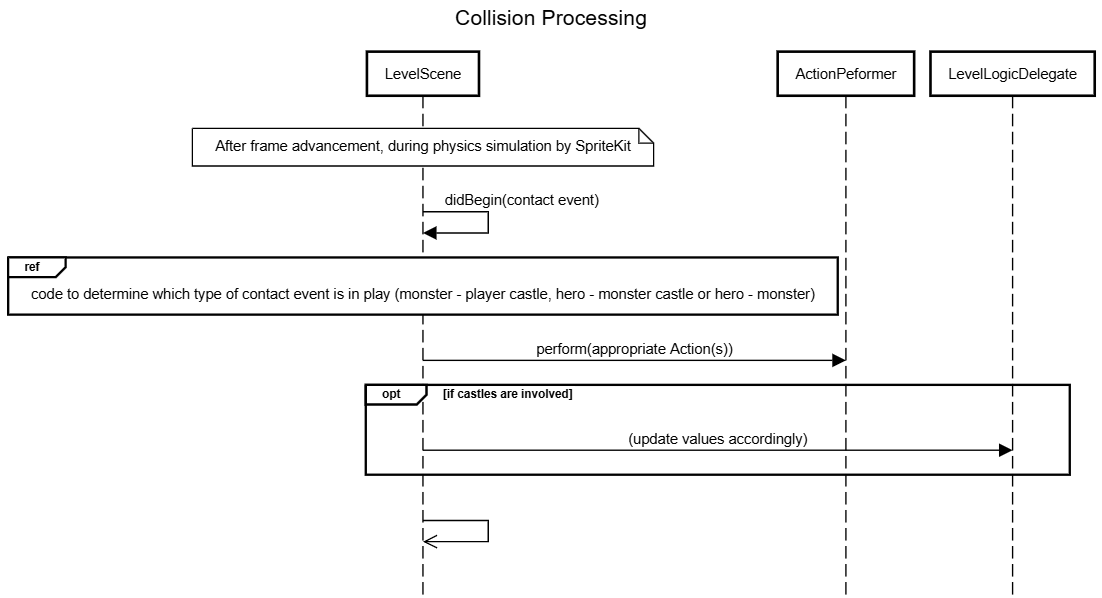 Collision Processing
LevelScene
ActionPeformer
LevelLogicDelegate
After frame advancement, during physics simulation by SpriteKit
didBegin(contact event)
ref
code to determine which type of contact event is in play (monster - player castle, hero - monster castle or hero - monster)
perform(appropriate Action(s))
opt
[if castles are involved]
(update values accordingly)